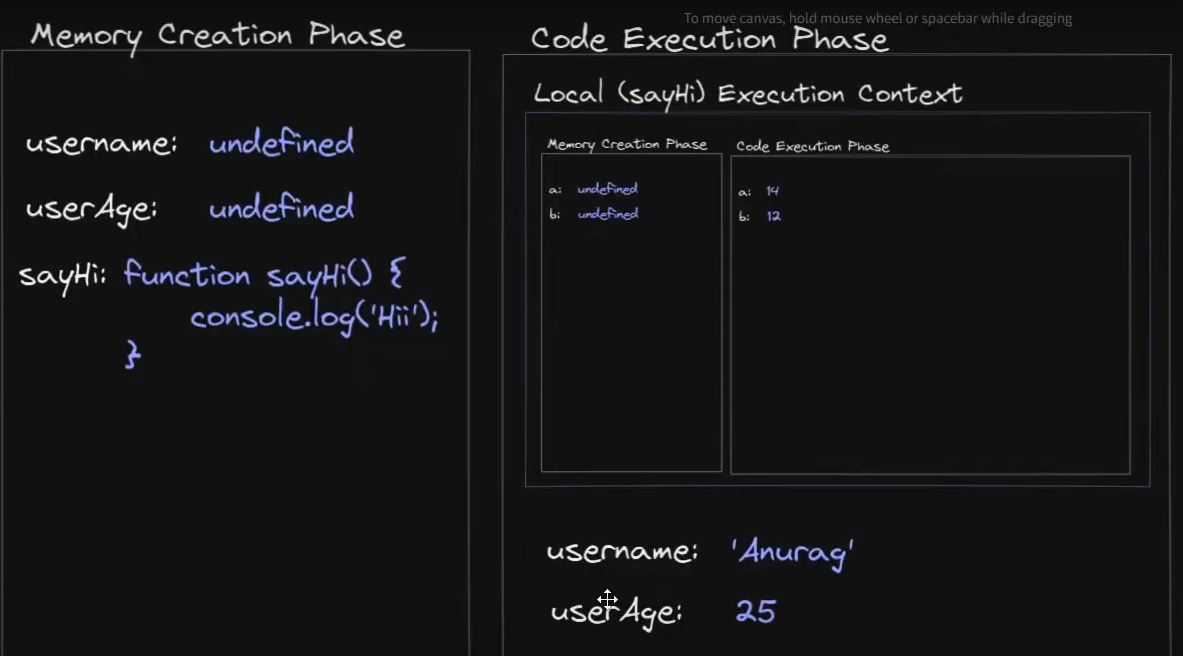 To move canvas, hold mouse wheel or spacebar while dragging
Memory Creation Phase
username: undefined
userAge: undefined
sayHi: function sayHi() {
console.log('Hii');
}
Code Execution Phase
Local (sayHi) Execution Context
Memory Creation Phase
a: undefined
b: undefined
Code Execution Phase
a: 14
b: 12
username: 'Anurag'
userAge: 25